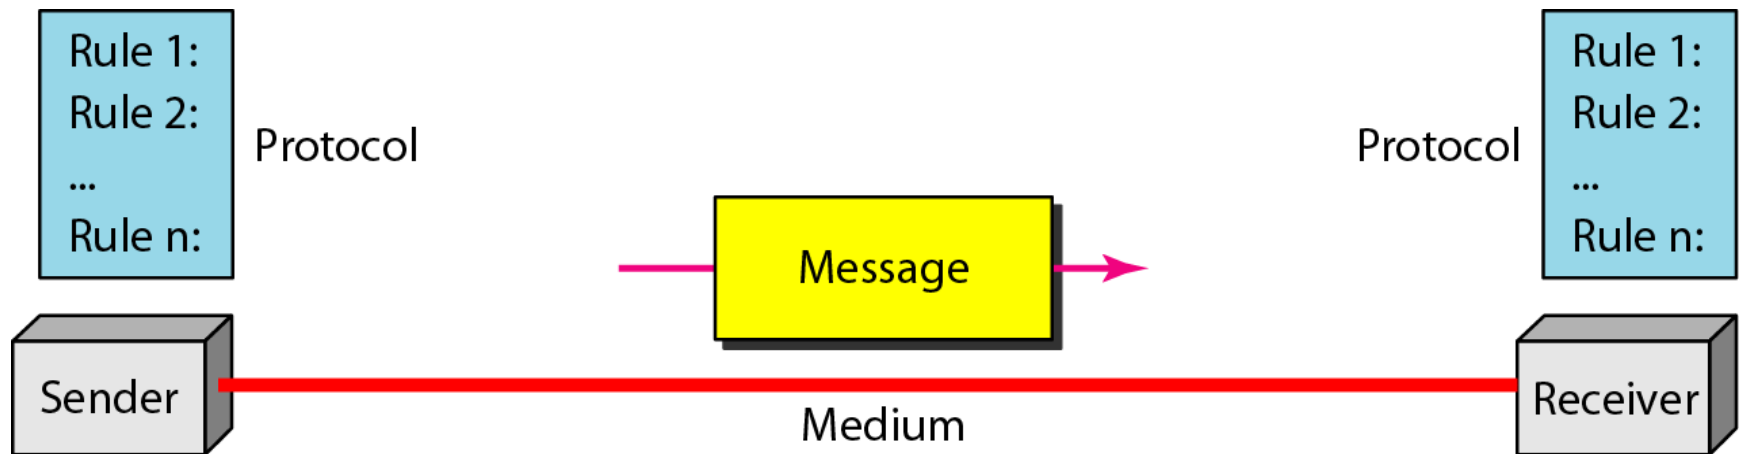 Rule 1:
Rule 2:
...
Rule n:
Protocol
Message
Protocol
Rule 1:
Rule 2:
...
Rule n:
Sender
Medium
Receiver